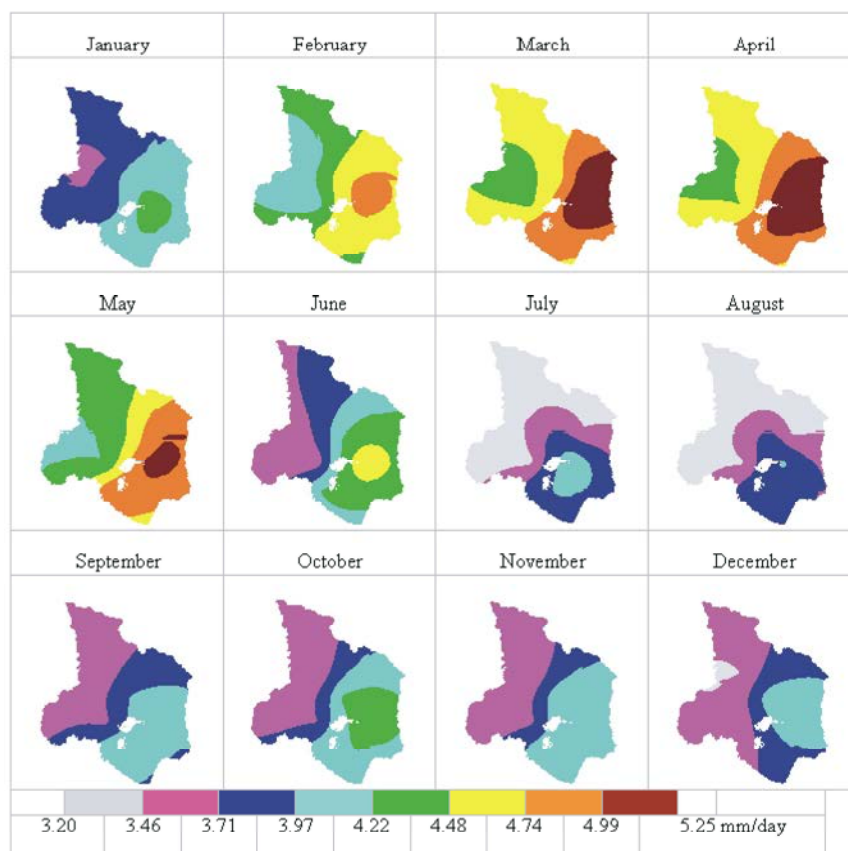 January February March April
May June July August
September October November December
3.20 3.46 3.71 3.97 4.22 4.48 4.74 4.99 5.25 mm/day